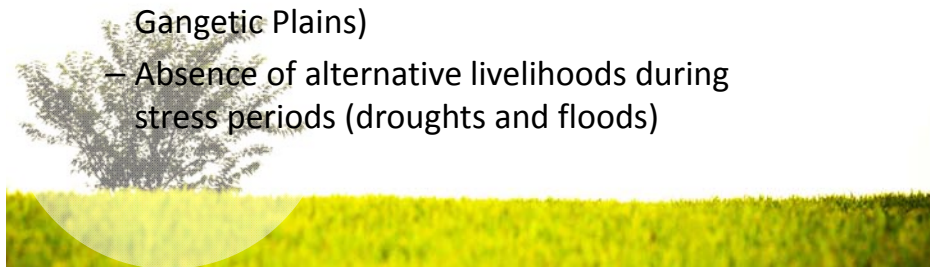 Gangetic Plains)
– Absence of alternative livelihoods during
stress periods (droughts and floods)